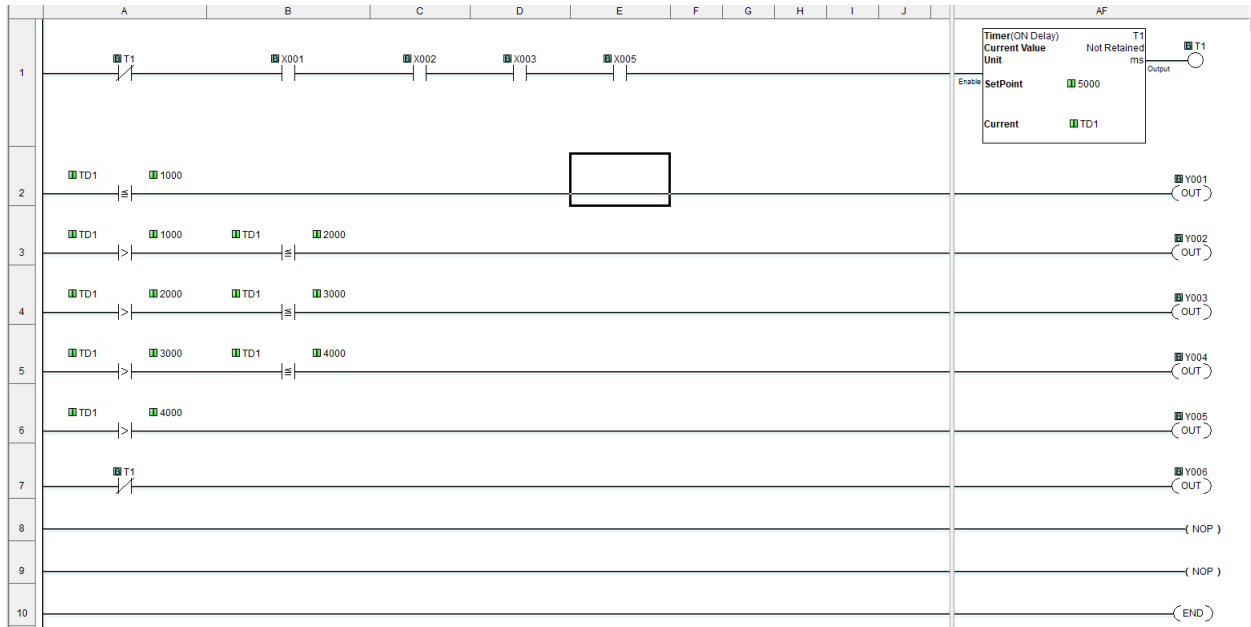 A B C D E F G H I J AF
1
T1 X001 X002 X003 X005
Timer(ON Delay) T1
Current Value Not Retained
Unit ms
Enable
SetPoint 5000
Current TD1
Output
T1
2
TD1 ≦ 1000
Y001
OUT
3
TD1 > 1000 TD1 ≦ 2000
Y002
OUT
4
TD1 > 2000 TD1 ≦ 3000
Y003
OUT
5
TD1 > 3000 TD1 ≦ 4000
Y004
OUT
6
TD1 > 4000
Y005
OUT
7
T1
Y006
OUT
8 ( NOP )
9 ( NOP )
10 ( END )